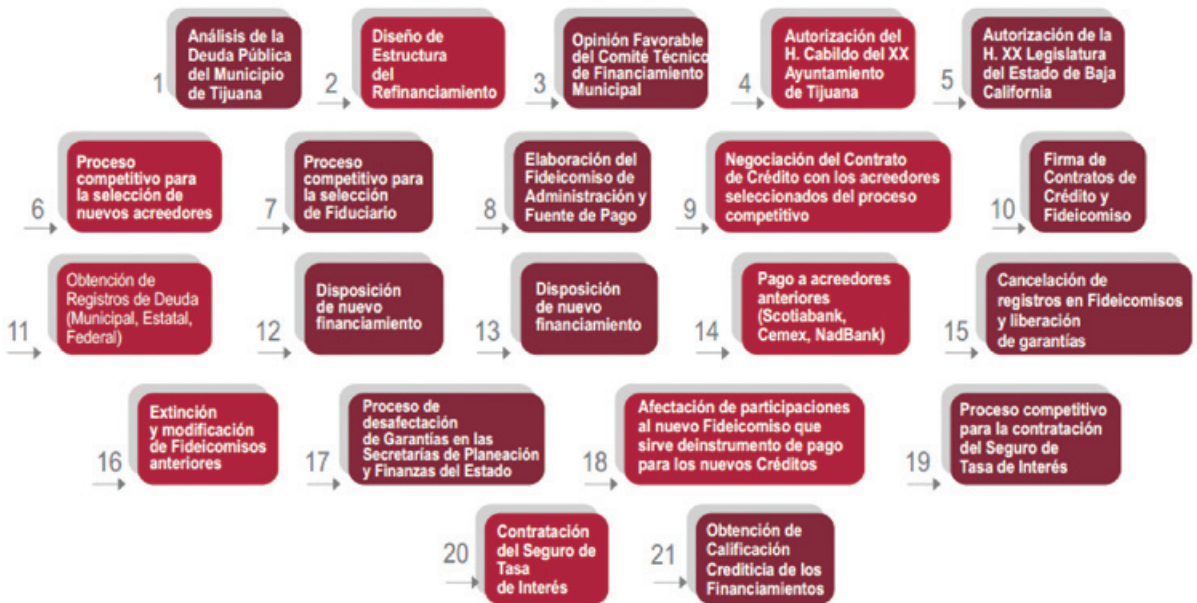 1
Análisis de la
Deuda Pública
del Municipio
de Tijuana
2
Diseño de
Estructura
del
Refinanciamiento
3
Opinión Favorable
del Comité Técnico
de Financiamiento
Municipal
4
Autorización del
H. Cabildo del XX
Ayuntamiento
de Tijuana
5
Autorización de la
H. XX Legislatura
del Estado de Baja
California
6
Proceso
competitivo para
la selección de
nuevos acreedores
7
Proceso
competitivo para
la selección
de Fiduciario
8
Elaboración del
Fideicomiso de
Administración y
Fuente de Pago
9
Negociación del Contrato
de Crédito con los acreedores
seleccionados del proceso
competitivo
10
Firma de
Contratos de
Crédito y
Fideicomiso
11
Obtención de
Registros de Deuda
(Municipal, Estatal,
Federal)
12
Disposición
de nuevo
financiamiento
13
Disposición
de nuevo
financiamiento
14
Pago a acreedores
anteriores
(Scotiabank,
Cemex, NadBank)
15
Cancelación de
registros en Fideicomisos
y liberación
de garantías
16
Extinción
y modificación
de Fideicomisos
anteriores
17
Proceso de
desafectación
de Garantías en las
Secretarías de Planeación
y Finanzas del Estado
18
Afectación de participaciones
al nuevo Fideicomiso que
sirve deinstrumento de pago
para los nuevos Créditos
19
Proceso competitivo
para la contratación
del Seguro de
Tasa de Interés
20
Contratación
del Seguro de
Tasa
de Interés
21
Obtención de
Calificación
Crediticia de los
Financiamientos